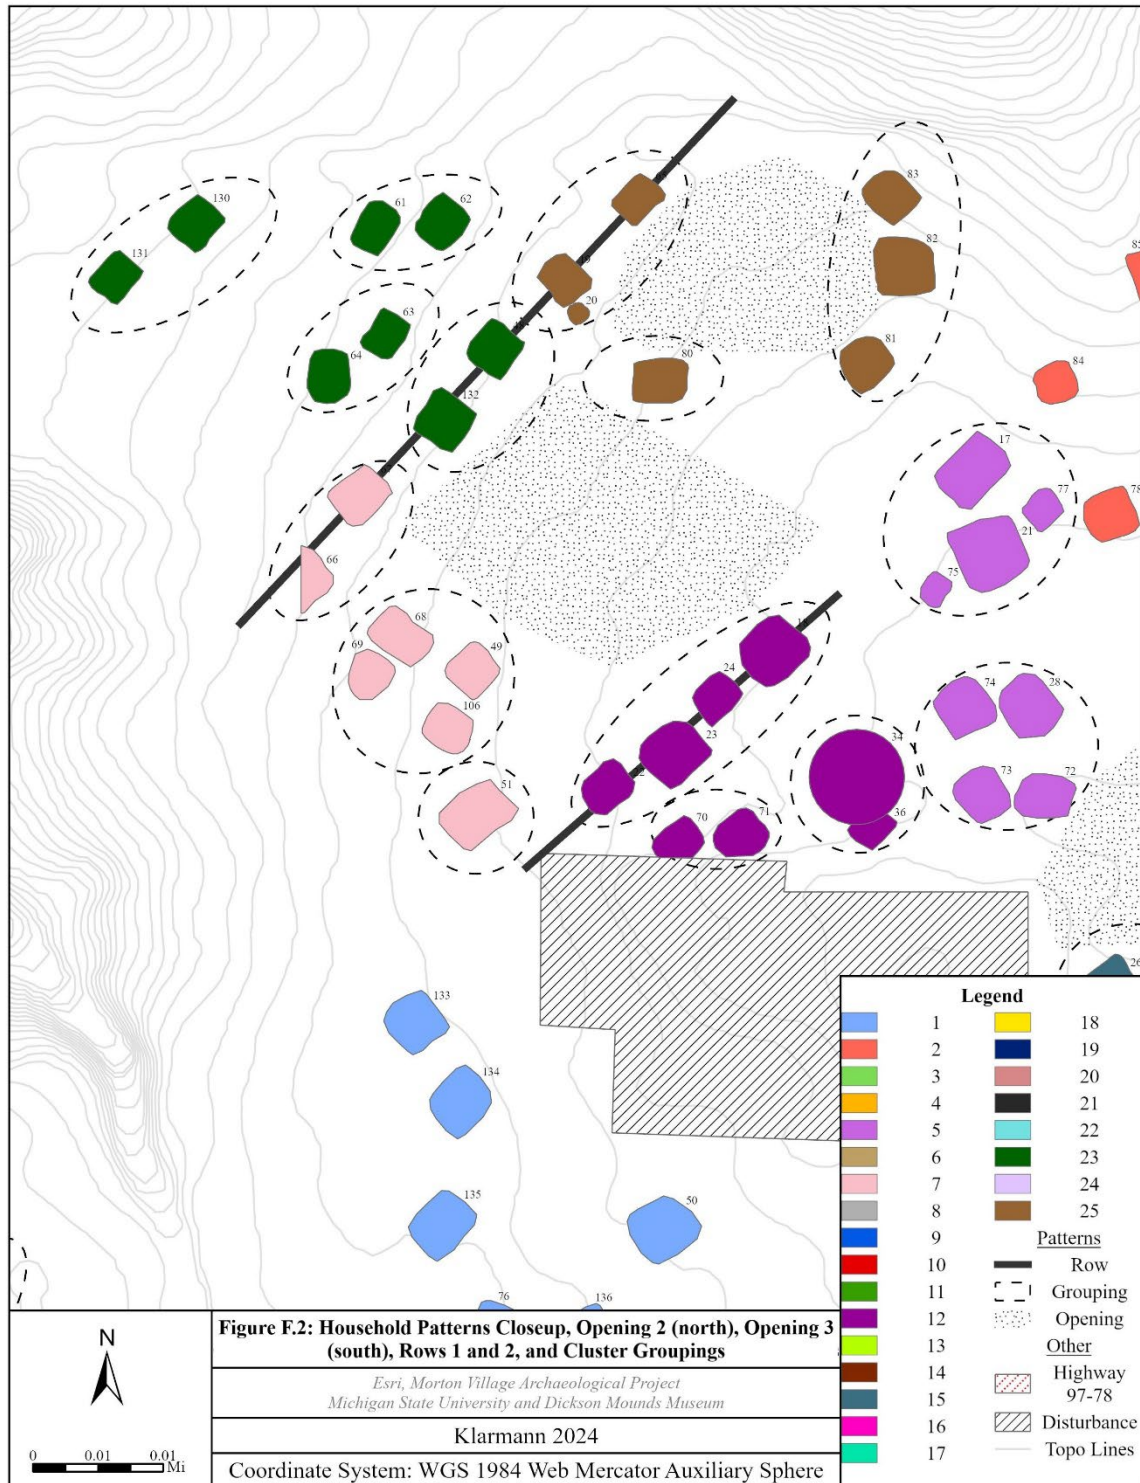 83
130
61
62
82
131
20
63
80
81
64
84
132
17
78
77
21
66
75
68
49
69
74
28
24
106
34
23
51
73
72
71
70
36
26
133
134
135
50
76
136
Legend
1 18
2 19
3 20
4 21
5 22
6 23
7 24
8 25
9 Patterns
10 Row
11 Grouping
12 Opening
13 Other
14 Highway
15 97-78
16 Disturbance
17 Topo Lines
N
Figure F.2: Household Patterns Closeup, Opening 2 (north), Opening 3
(south), Rows 1 and 2, and Cluster Groupings
Esri, Morton Village Archaeological Project
Michigan State University and Dickson Mounds Museum
Klarmann 2024
0 0.01 0.01
Mi
Coordinate System: WGS 1984 Web Mercator Auxiliary Sphere